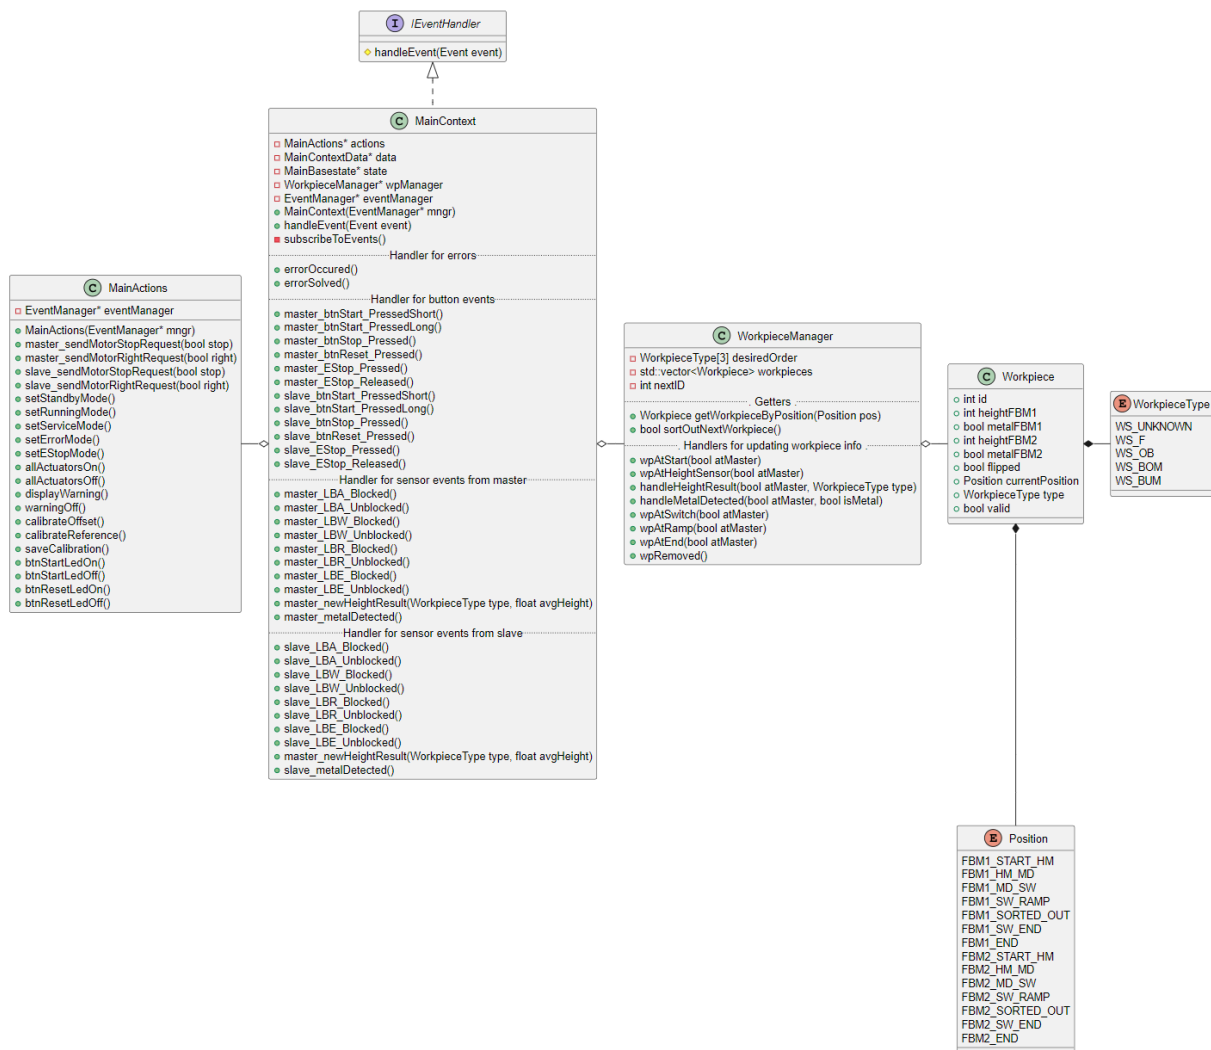 I IEventHandler
handleEvent(Event event)
C MainContext
MainActions* actions
MainContextData* data
MainBasestate* state
WorkpieceManager* wpManager
EventManager* eventManager
MainContext(EventManager* mngr)
handleEvent(Event event)
subscribeToEvents()
Handler for errors
errorOccured()
errorSolved()
Handler for button events
master_btnStart_PressedShort()
master_btnStart_PressedLong()
master_btnStop_Pressed()
master_btnReset_Pressed()
master_EStop_Pressed()
master_EStop_Released()
slave_btnStart_PressedShort()
slave_btnStart_PressedLong()
slave_btnStop_Pressed()
slave_btnReset_Pressed()
slave_EStop_Pressed()
slave_EStop_Released()
Handler for sensor events from master
master_LBA_Blocked()
master_LBA_Unblocked()
master_LBW_Blocked()
master_LBW_Unblocked()
master_LBR_Blocked()
master_LBR_Unblocked()
master_LBE_Blocked()
master_LBE_Unblocked()
master_newHeightResult(WorkpieceType type, float avgHeight)
master_metalDetected()
Handler for sensor events from slave
slave_LBA_Blocked()
slave_LBA_Unblocked()
slave_LBW_Blocked()
slave_LBW_Unblocked()
slave_LBR_Blocked()
slave_LBR_Unblocked()
slave_LBE_Blocked()
slave_LBE_Unblocked()
master_newHeightResult(WorkpieceType type, float avgHeight)
slave_metalDetected()
C MainActions
EventManager* eventManager
MainActions(EventManager* mngr)
master_sendMotorStopRequest(bool stop)
master_sendMotorRightRequest(bool right)
slave_sendMotorStopRequest(bool stop)
slave_sendMotorRightRequest(bool right)
setStandbyMode()
setRunningMode()
setServiceMode()
setErrorMode()
setEStopMode()
allActuatorsOn()
allActuatorsOff()
displayWarning()
warningOff()
calibrateOffset()
calibrateReference()
saveCalibration()
btnStartLedOn()
btnStartLedOff()
btnResetLedOn()
btnResetLedOff()
C WorkpieceManager
WorkpieceType[3] desiredOrder
std::vector<Workpiece> workpieces
int nextID
. Getters .
Workpiece getWorkpieceByPosition(Position pos)
bool sortOutNextWorkpiece()
. Handlers for updating workpiece info .
wpAtStart(bool atMaster)
wpAtHeightSensor(bool atMaster)
handleHeightResult(bool atMaster, WorkpieceType type)
handleMetalDetected(bool atMaster, bool isMetal)
wpAtSwitch(bool atMaster)
wpAtRamp(bool atMaster)
wpAtEnd(bool atMaster)
wpRemoved()
C Workpiece
int id
int heightFBM1
bool metalFBM1
int heightFBM2
bool metalFBM2
bool flipped
Position currentPosition
WorkpieceType type
bool valid
E WorkpieceType
WS_UNKNOWN
WS_F
WS_OB
WS_BOM
WS_BUM
E Position
FBM1_START_HM
FBM1_HM_MD
FBM1_MD_SW
FBM1_SW_RAMP
FBM1_SORTED_OUT
FBM1_SW_END
FBM1_END
FBM2_START_HM
FBM2_HM_MD
FBM2_MD_SW
FBM2_SW_RAMP
FBM2_SORTED_OUT
FBM2_SW_END
FBM2_END